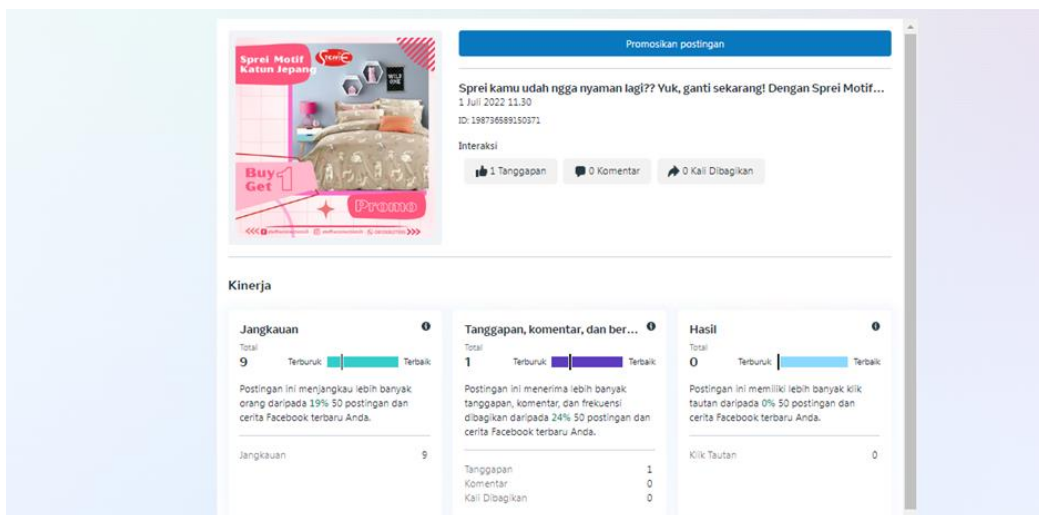 Sprei Motif
Katun Jepang
WILD
ONE
Buy 1
Get
Promo
Promosikan postingan
Sprei kamu udah ngga nyaman lagi?? Yuk, ganti sekarang! Dengan Sprei Motif...
1 Juli 2022 11.30
ID: 198736589150371
Interaksi
1 Tanggapan
0 Komentar
0 Kali Dibagikan
Kinerja
Jangkauan
Total
9
Terburuk
Terbaik
Postingan ini menjangkau lebih banyak
orang daripada 19% 50 postingan dan
cerita Facebook terbaru Anda.
Jangkauan 9
Tanggapan, komentar, dan ber...
Total
1
Terburuk
Terbaik
Postingan ini menerima lebih banyak
tanggapan, komentar, dan frekuensi
dibagikan daripada 24% 50 postingan dan
cerita Facebook terbaru Anda.
Tanggapan 1
Komentar 0
Kali Dibagikan 0
Hasil
Total
0
Terburuk
Terbaik
Postingan ini memiliki lebih banyak klik
tautan daripada 0% 50 postingan dan
cerita Facebook terbaru Anda.
Klik Tautan 0